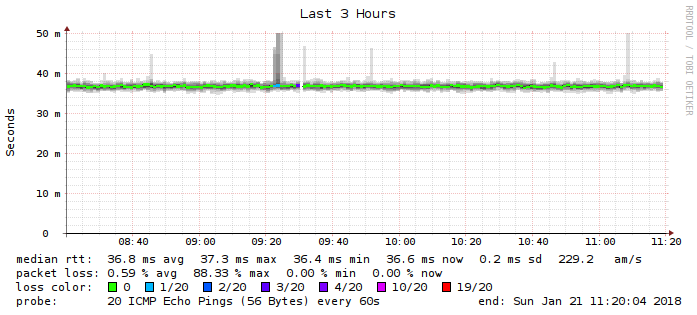 Last 3 Hours
RRDTOOL / TOBI OETIKER
Seconds
50 m
40 m
30 m
20 m
10 m
0
08:40 09:00 09:20 09:40 10:00 10:20 10:40 11:00 11:20
median rtt: 36.8 ms avg 37.3 ms max 36.4 ms min 36.6 ms now 0.2 ms sd 229.2 am/s
packet loss: 0.59 % avg 88.33 % max 0.00 % min 0.00 % now
loss color: 0 1/20 2/20 3/20 4/20 10/20 19/20
probe: 20 ICMP Echo Pings (56 Bytes) every 60s end: Sun Jan 21 11:20:04 2018